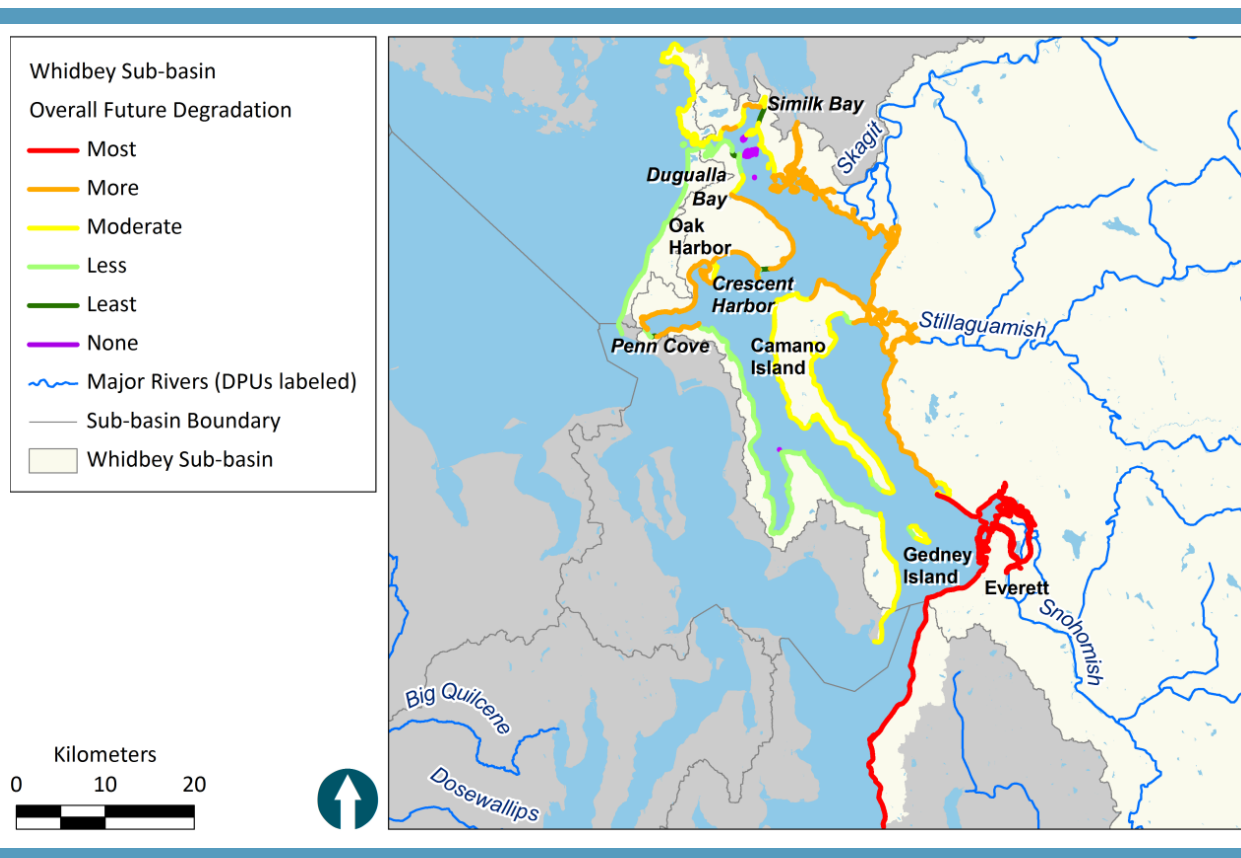 Whidbey Sub-basin
Overall Future Degradation
Most
More
Moderate
Less
Least
None
Major Rivers (DPUs labeled)
Sub-basin Boundary
Whidbey Sub-basin
Kilometers
0 10 20
Similk Bay
Skagit
Dugualla
Bay
Oak
Harbor
Crescent
Harbor
Stillaguamish
Penn Cove
Camano
Island
Gedney
Island
Everett
Snohomish
Big Quilcene
Dosewallips